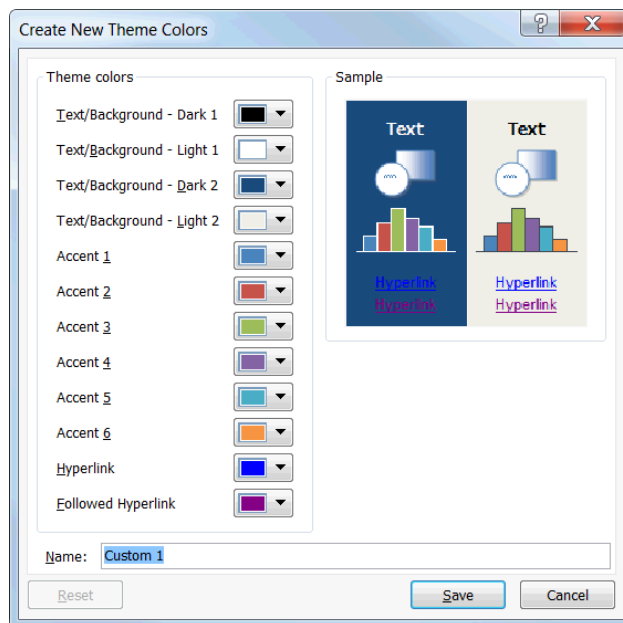 Create New Theme Colors
Theme colors
Text/Background - Dark 1
Text/Background - Light 1
Text/Background - Dark 2
Text/Background - Light 2
Accent 1
Accent 2
Accent 3
Accent 4
Accent 5
Accent 6
Hyperlink
Followed Hyperlink
Sample
Text Text
Hyperlink Hyperlink
Hyperlink Hyperlink
Name: Custom 1
Reset Save Cancel